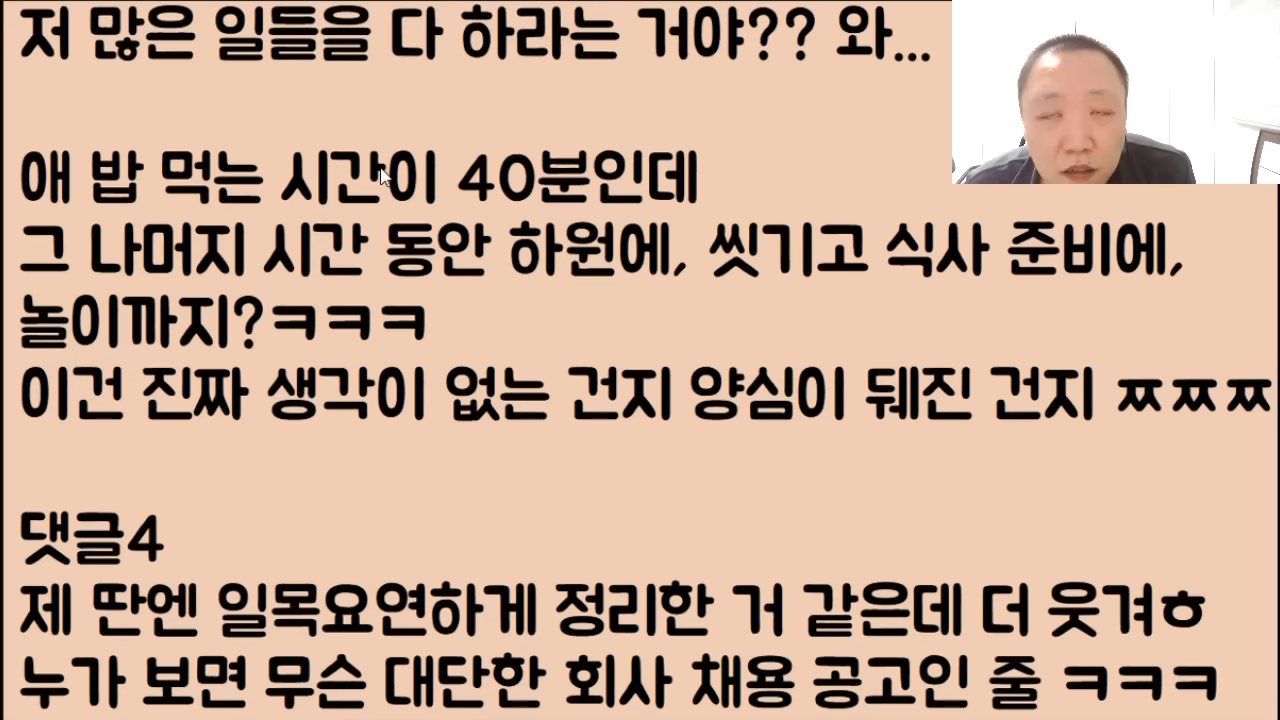 저 많은 일들을 다 하라는 거야?? 와...
애 밥 먹는 시간이 40분인데
그 나머지 시간 동안 하원에, 씻기고 식사 준비에,
놀이까지?ㅋㅋㅋ
이건 진짜 생각이 없는 건지 양심이 뒈진 건지 ㅉㅉㅉ
댓글4
제 딴엔 일목요연하게 정리한 거 같은데 더 웃겨ㅎ
누가 보면 무슨 대단한 회사 채용 공고인 줄 ㅋㅋㅋ